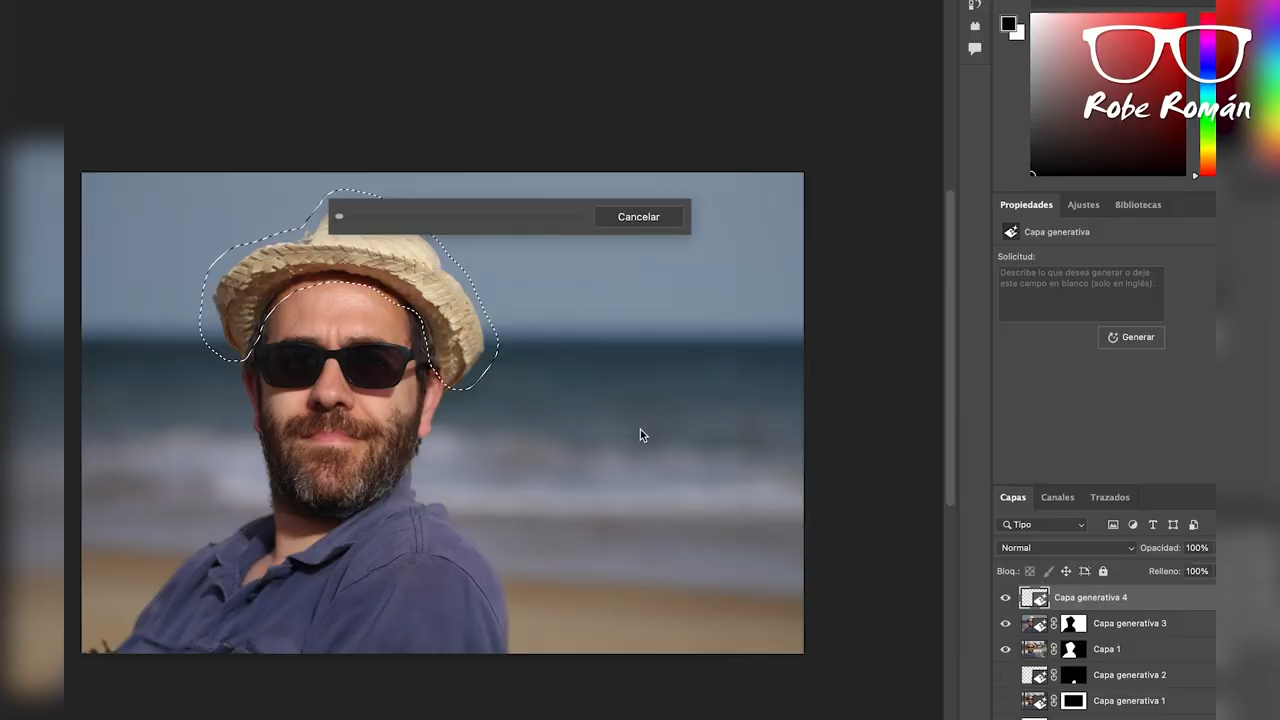 Robe Román
Cancelar
Propiedades Ajustes Bibliotecas
Capa generativa
Solicitud:
Describa lo que desea generar o deje
este campo en blanco (solo en inglés).
Generar
Capas Canales Trazados
Tipo
Normal Opacidad: 100%
Bloq.: Relleno: 100%
Capa generativa 4
Capa generativa 3
Capa 1
Capa generativa 2
Capa generativa 1